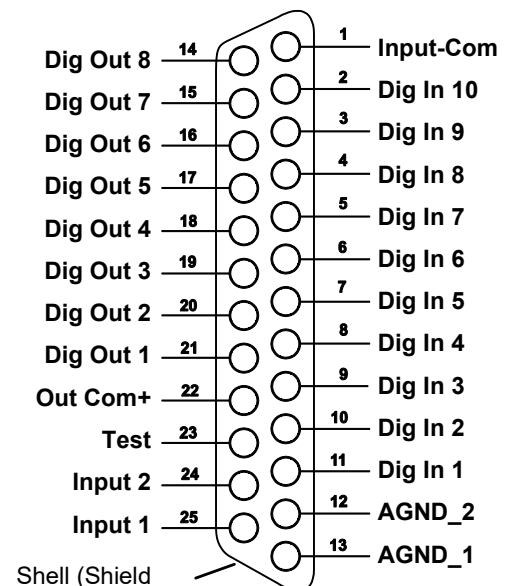 1 Input-Com
Dig Out 8 14
2 Dig In 10
Dig Out 7 15
3 Dig In 9
Dig Out 6 16
4 Dig In 8
Dig Out 5 17
5 Dig In 7
Dig Out 4 18
6 Dig In 6
Dig Out 3 19
7 Dig In 5
Dig Out 2 20
8 Dig In 4
Dig Out 1 21
9 Dig In 3
Out Com+ 22
10 Dig In 2
Test 23
11 Dig In 1
Input 2 24
12 AGND_2
Input 1 25
13 AGND_1
Shell (Shield